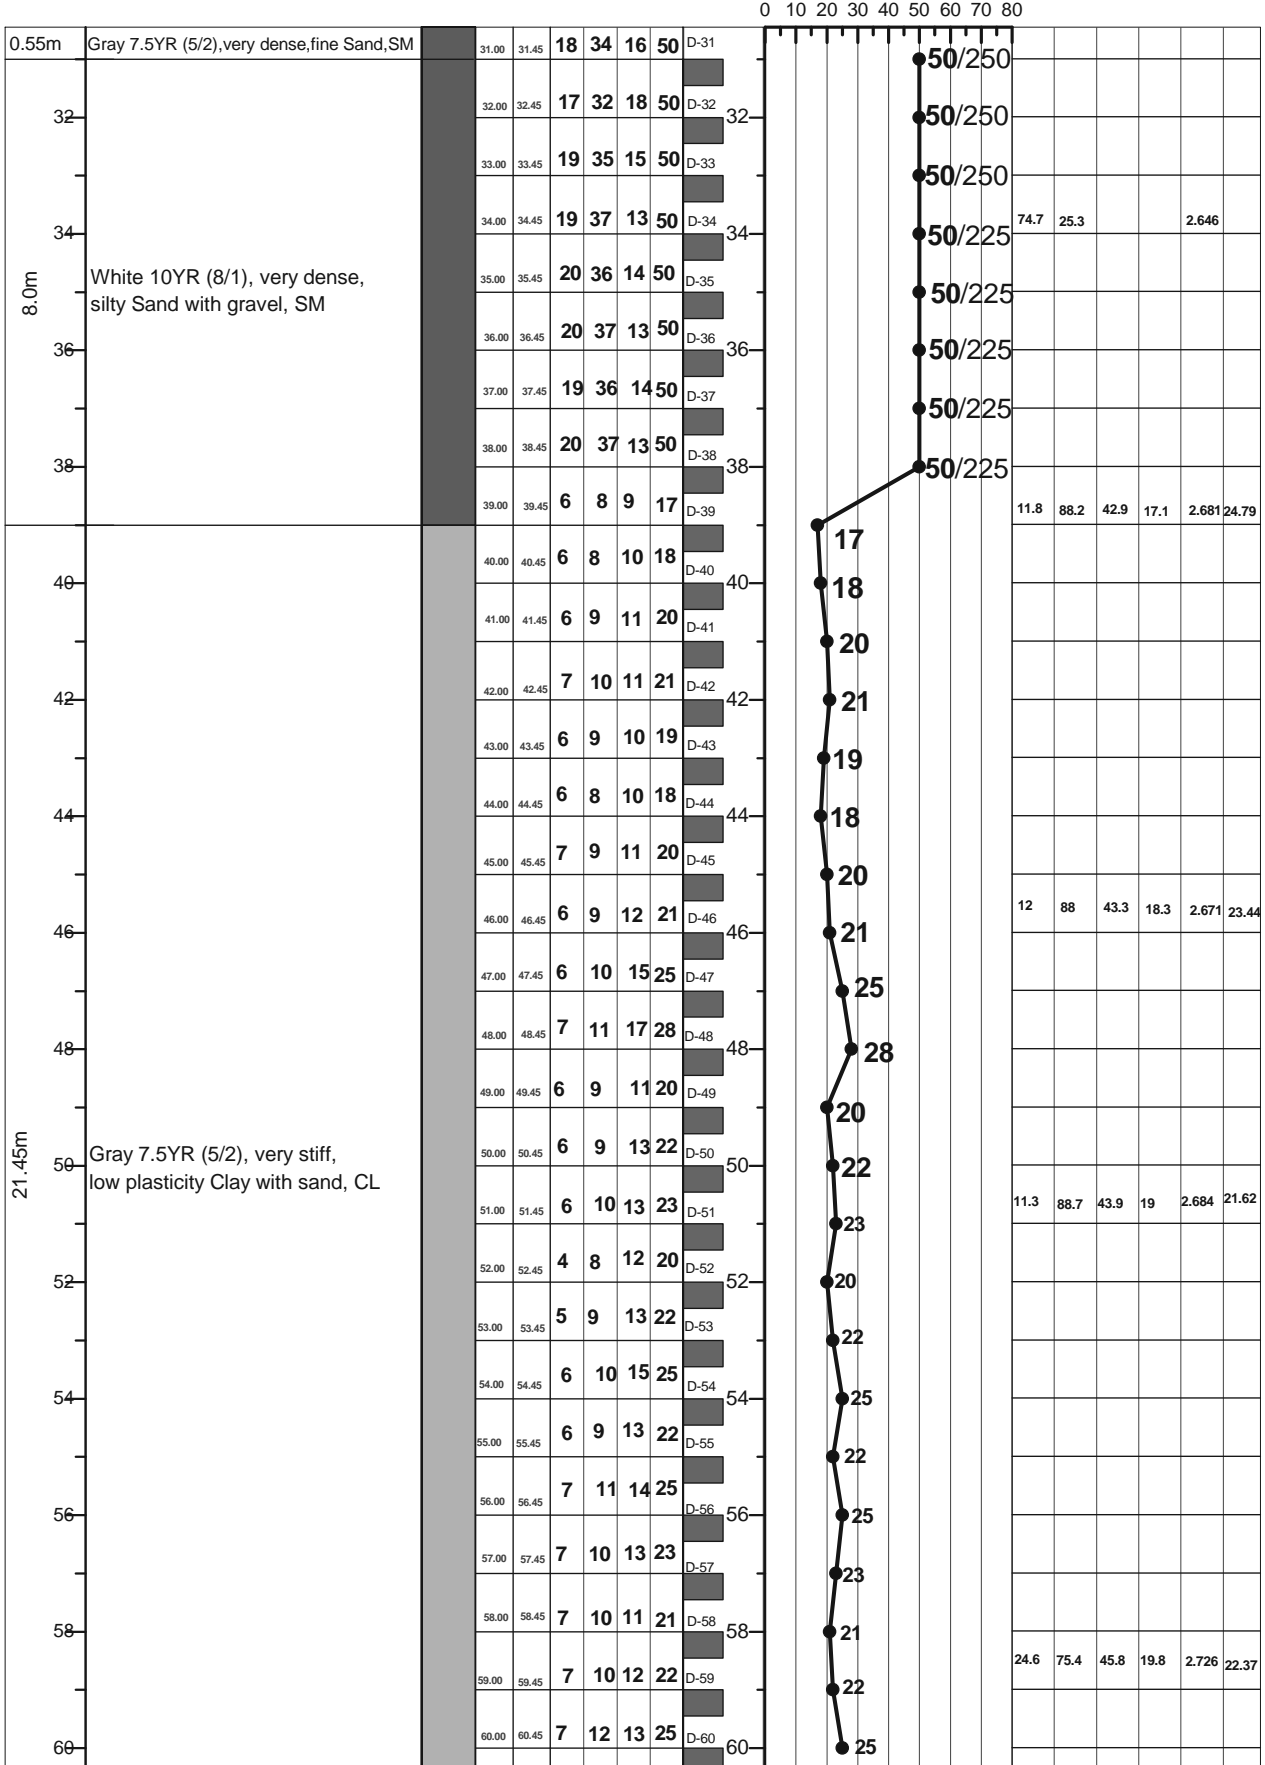 0 10 20 30 40 50 60 70 80
0.55m Gray 7.5YR (5/2),very dense,fine Sand,SM 31.00 31.45 18 34 16 50 D-31
50/250
32.00 32.45 17 32 18 50 D-32
32 32 50/250
33.00 33.45 19 35 15 50 D-33
50/250
34.00 34.45 19 37 13 50 D-34 74.7 25.3 2.646
34 34 50/225
8.0m White 10YR (8/1), very dense,
silty Sand with gravel, SM
35.00 35.45 20 36 14 50 D-35
50/225
36.00 36.45 20 37 13 50 D-36
36 36 50/225
37.00 37.45 19 36 14 50 D-37
50/225
38.00 38.45 20 37 13 50 D-38
38 38 50/225
39.00 39.45 6 8 9 17 D-39 11.8 88.2 42.9 17.1 2.681 24.79
17
40.00 40.45 6 8 10 18 D-40
40 40 18
41.00 41.45 6 9 11 20 D-41
20
42.00 42.45 7 10 11 21 D-42
42 42 21
43.00 43.45 6 9 10 19 D-43
19
44.00 44.45 6 8 10 18 D-44
44 44 18
45.00 45.45 7 9 11 20 D-45
20
46.00 46.45 6 9 12 21 D-46 12 88 43.3 18.3 2.671 23.44
46 46 21
47.00 47.45 6 10 15 25 D-47
25
48.00 48.45 7 11 17 28 D-48
48 48 28
49.00 49.45 6 9 11 20 D-49
20
21.45m Gray 7.5YR (5/2), very stiff,
low plasticity Clay with sand, CL
50.00 50.45 6 9 13 22 D-50
50 50 22
51.00 51.45 6 10 13 23 D-51 11.3 88.7 43.9 19 2.684 21.62
23
52.00 52.45 4 8 12 20 D-52
52 52 20
53.00 53.45 5 9 13 22 D-53
22
54.00 54.45 6 10 15 25 D-54
54 54 25
55.00 55.45 6 9 13 22 D-55
22
56.00 56.45 7 11 14 25 D-56
56 56 25
57.00 57.45 7 10 13 23 D-57
23
58.00 58.45 7 10 11 21 D-58
58 58 21
59.00 59.45 7 10 12 22 D-59 24.6 75.4 45.8 19.8 2.726 22.37
22
60.00 60.45 7 12 13 25 D-60
60 60 25